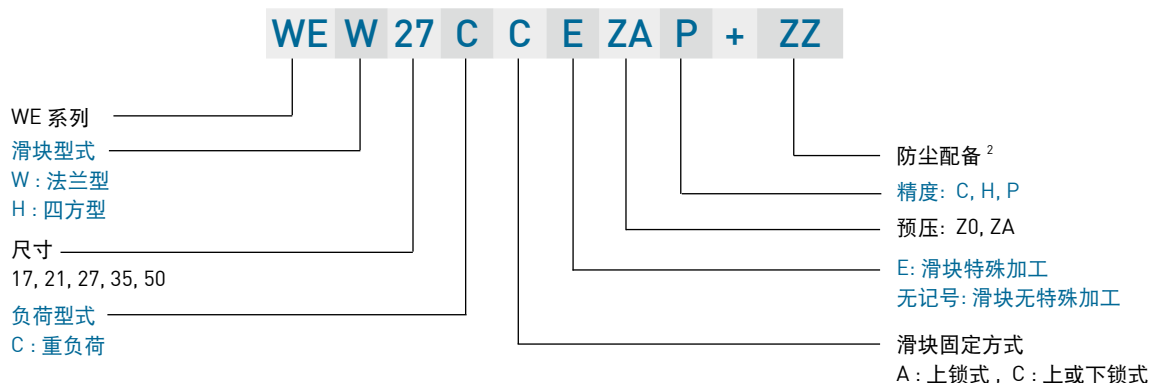 WE W 27 C C E ZA P + ZZ
WE 系列
滑块型式
W : 法兰型
H : 四方型
尺寸
17, 21, 27, 35, 50
负荷型式
C : 重负荷
防尘配备 ²
精度: C, H, P
预压: Z0, ZA
E: 滑块特殊加工
无记号: 滑块无特殊加工
滑块固定方式
A : 上锁式 , C : 上或下锁式